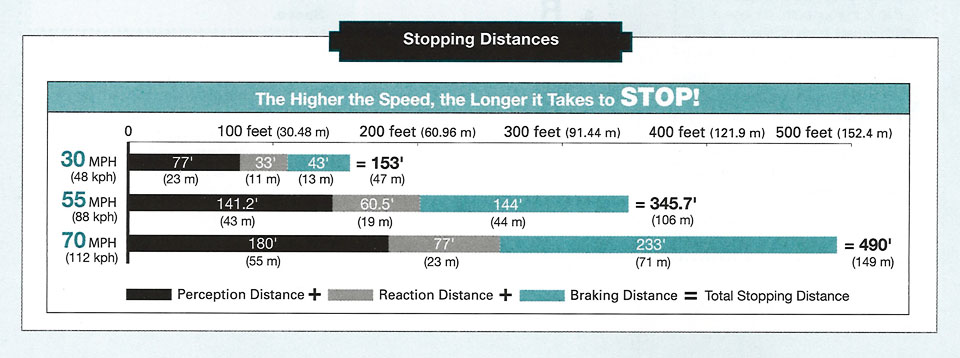 Stopping Distances
The Higher the Speed, the Longer it Takes to STOP!
0 100 feet (30.48 m) 200 feet (60.96 m) 300 feet (91.44 m) 400 feet (121.9 m) 500 feet (152.4 m)
30 MPH 77' 33' 43' = 153'
(48 kph) (23 m) (11 m) (13 m) (47 m)
55 MPH 141.2' 60.5' 144' = 345.7'
(88 kph) (43 m) (19 m) (44 m) (106 m)
70 MPH 180' 77' 233' = 490'
(112 kph) (55 m) (23 m) (71 m) (149 m)
Perception Distance + Reaction Distance + Braking Distance = Total Stopping Distance